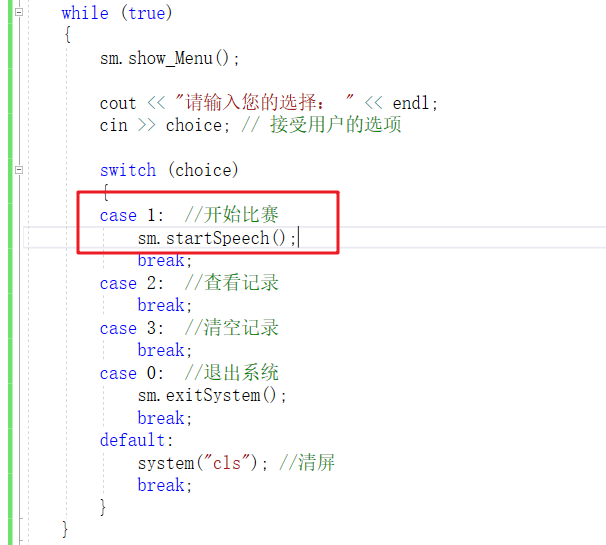 while (true)
{
sm.show_Menu();
cout << "请输入您的选择： " << endl;
cin >> choice; // 接受用户的选项
switch (choice)
{
case 1:  //开始比赛
sm.startSpeech();
break;
case 2:  //查看记录
break;
case 3:  //清空记录
break;
case 0:  //退出系统
sm.exitSystem();
break;
default:
system("cls"); //清屏
break;
}
}